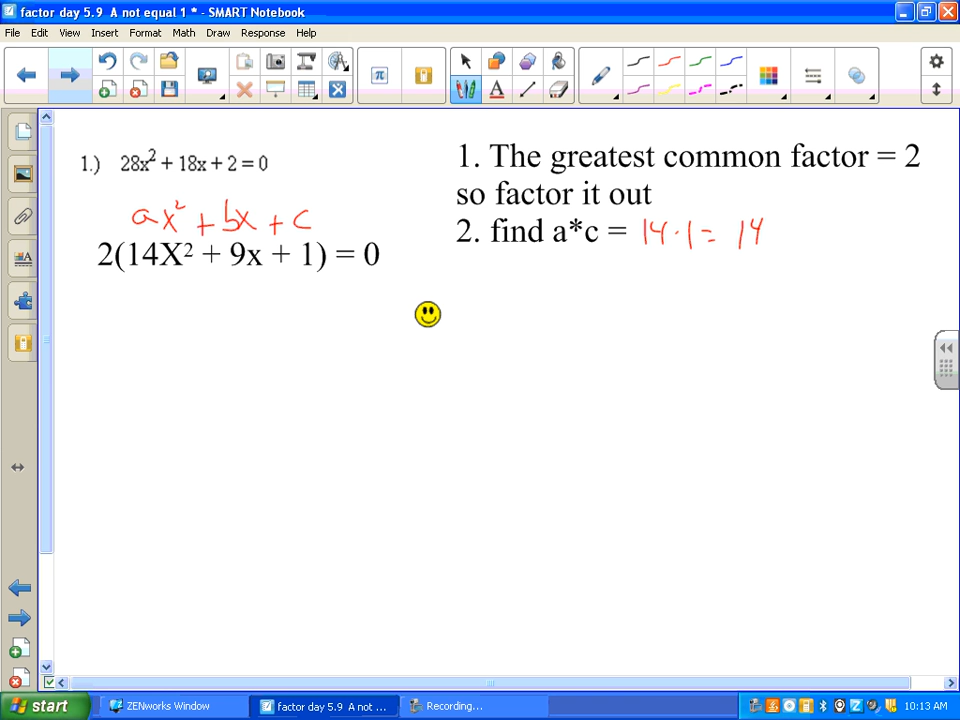 factor day 5.9 A not equal 1 * - SMART Notebook
File Edit View Insert Format Math Draw Response Help
1.) 28x² + 18x + 2 = 0
ax² + bx + c
2(14X² + 9x + 1) = 0
1. The greatest common factor = 2
so factor it out
2. find a*c = 14·1= 14
start ZENworks Window factor day 5.9 A not ... Recording... 10:13 AM